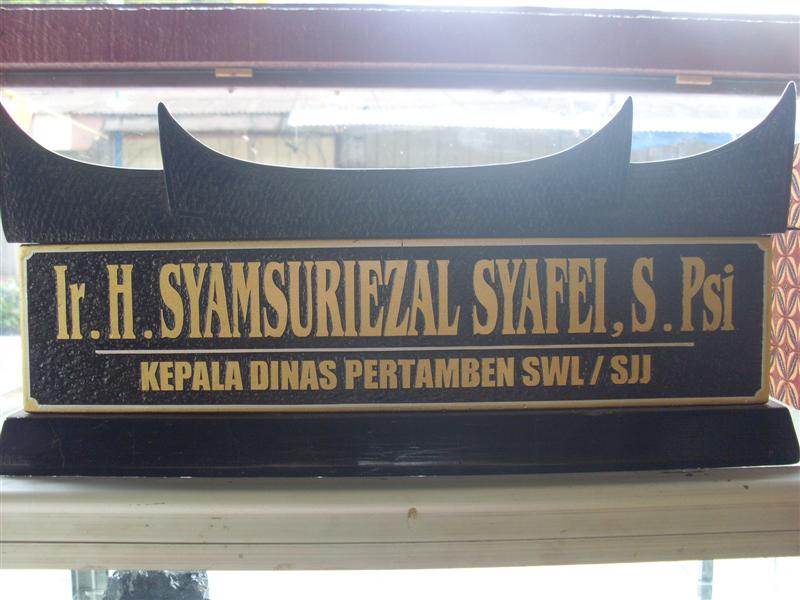 Ir. H. SYAMSURIEZAL SYAFEI, S. Psi
KEPALA DINAS PERTAMBEN SWL / SJJ